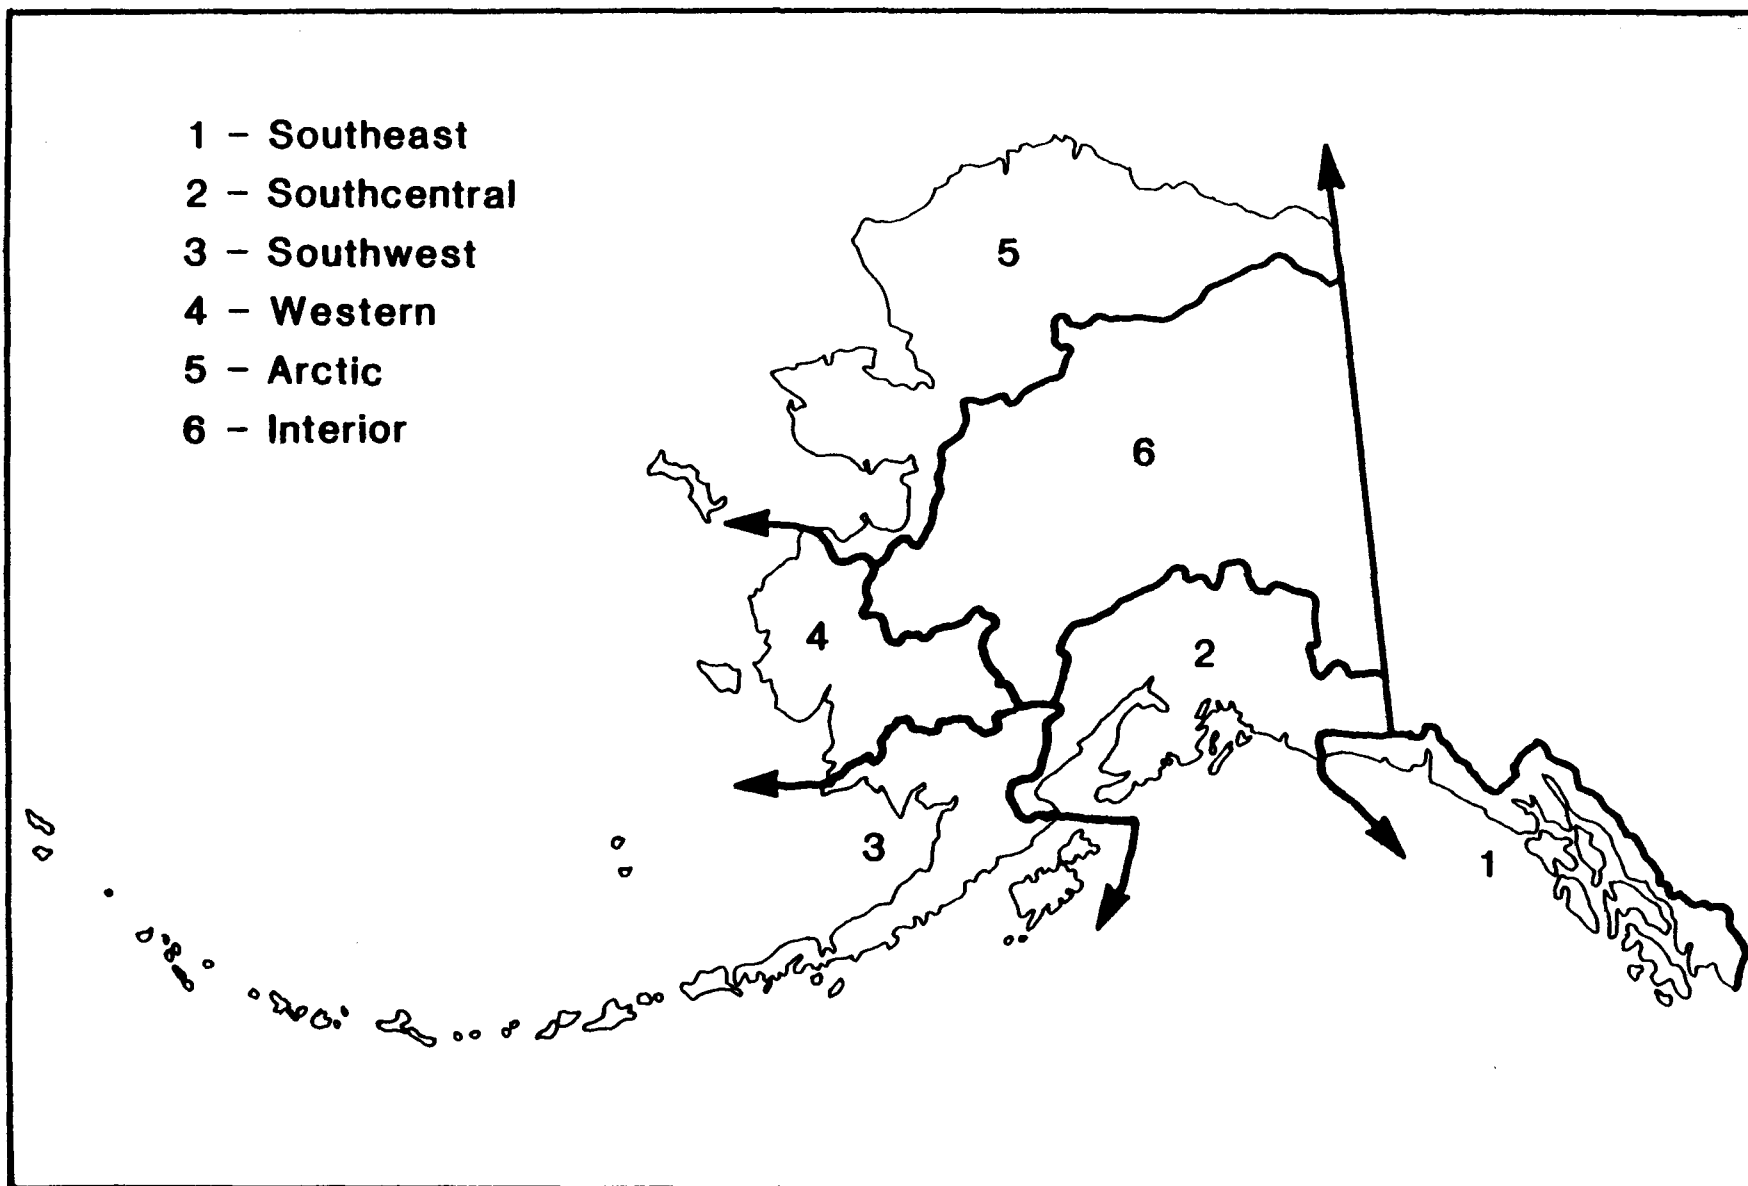 1 – Southeast
2 – Southcentral
3 – Southwest
4 – Western
5 – Arctic
6 – Interior
5
6
4
2
3
1